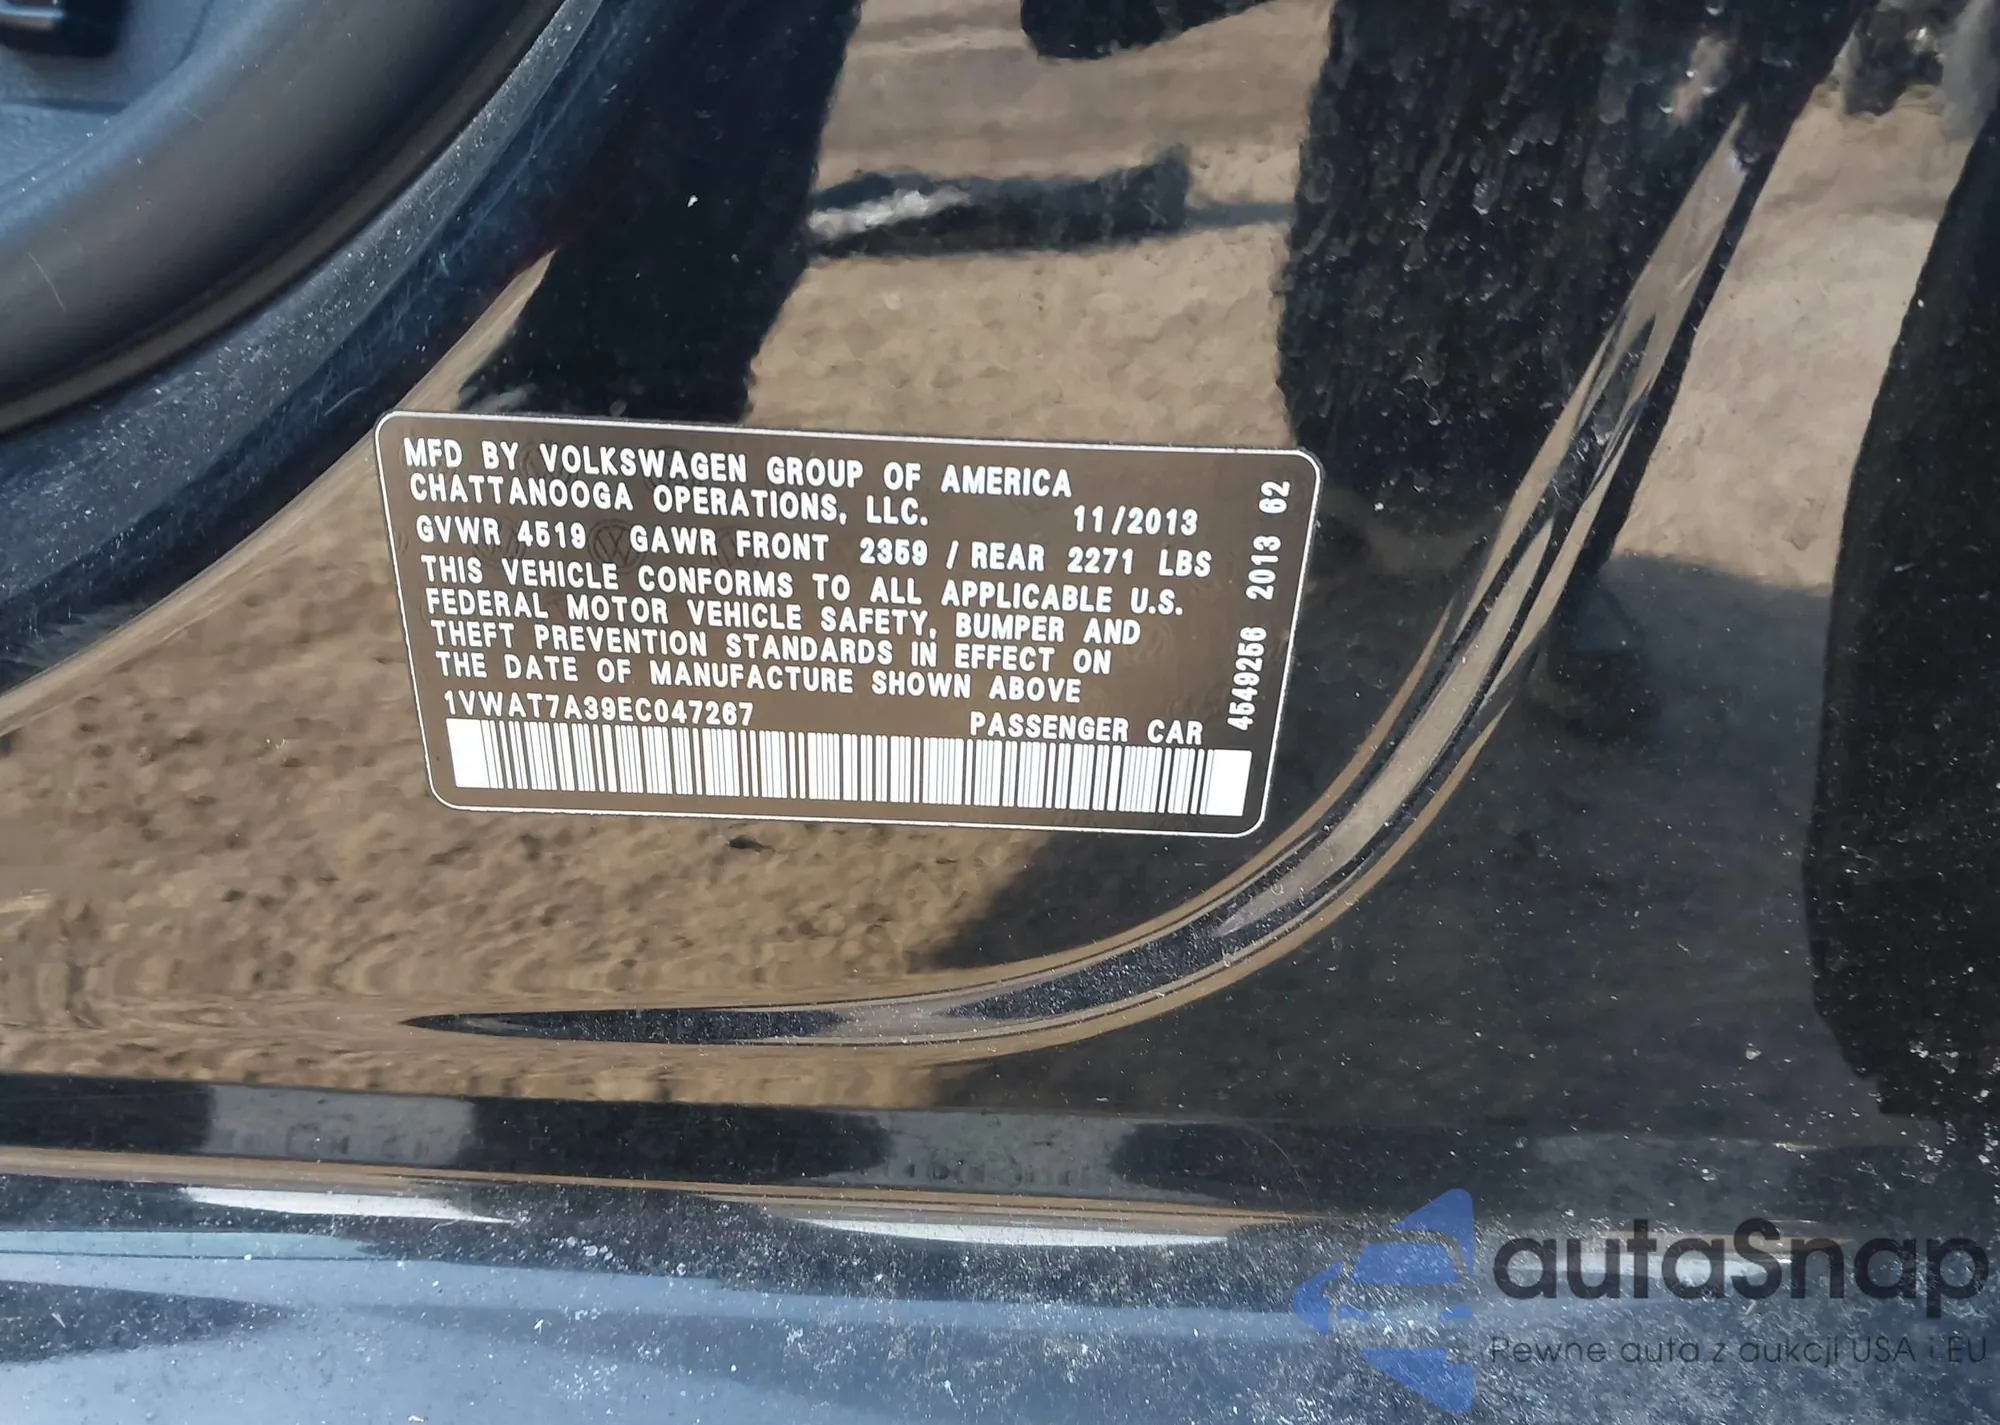 MFD BY VOLKSWAGEN GROUP OF AMERICA
CHATTANOOGA OPERATIONS, LLC. 11/2013
GVWR 4519 GAWR FRONT 2359 / REAR 2271 LBS
THIS VEHICLE CONFORMS TO ALL APPLICABLE U.S.
FEDERAL MOTOR VEHICLE SAFETY, BUMPER AND
THEFT PREVENTION STANDARDS IN EFFECT ON
THE DATE OF MANUFACTURE SHOWN ABOVE
1VWAT7A39EC047267 PASSENGER CAR
4549256 2013 62
autaSnap
Pewne auta z aukcji USA i EU